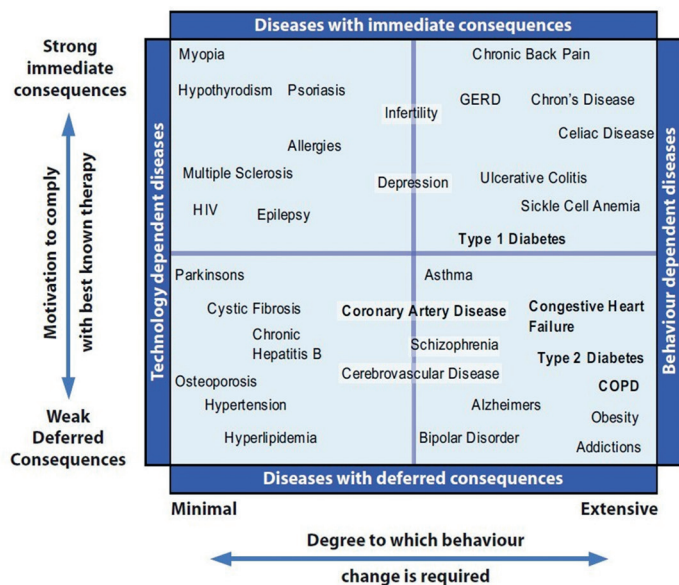 Diseases with immediate consequences
Strong
immediate
consequences
Motivation to comply
with best known therapy
Weak
Deferred
Consequences
Technology dependent diseases
Myopia
Chronic Back Pain
Hypothyrodism
Psoriasis
Infertility
GERD
Chron's Disease
Celiac Disease
Allergies
Multiple Sclerosis
Depression
Ulcerative Colitis
HIV
Epilepsy
Sickle Cell Anemia
Type 1 Diabetes
Parkinsons
Asthma
Cystic Fibrosis
Coronary Artery Disease
Congestive Heart
Failure
Chronic
Hepatitis B
Schizophrenia
Type 2 Diabetes
Cerebrovascular Disease
Osteoporosis
COPD
Hypertension
Alzheimers
Obesity
Hyperlipidemia
Bipolar Disorder
Addictions
Behaviour dependent diseases
Diseases with deferred consequences
Minimal
Extensive
Degree to which behaviour
change is required